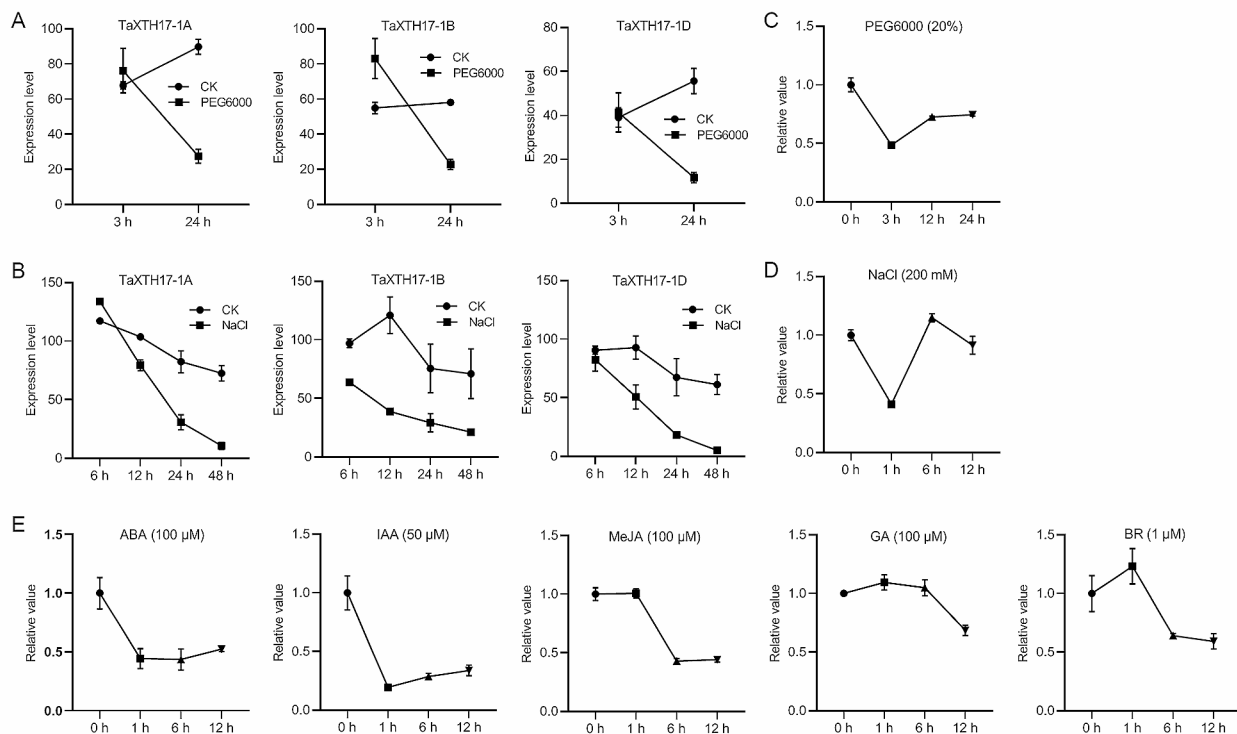 A
TaXTH17-1A
Expression level
100
80
60
40
20
0
CK
PEG6000
3 h
24 h
TaXTH17-1B
Expression level
100
80
60
40
20
0
CK
PEG6000
3 h
24 h
TaXTH17-1D
Expression level
80
60
40
20
0
CK
PEG6000
3 h
24 h
C
PEG6000 (20%)
Relative value
1.5
1.0
0.5
0.0
0 h
3 h
12 h
24 h
B
TaXTH17-1A
Expression level
150
100
50
0
CK
NaCl
6 h
12 h
24 h
48 h
TaXTH17-1B
Expression level
150
100
50
0
CK
NaCl
6 h
12 h
24 h
48 h
TaXTH17-1D
Expression level
150
100
50
0
CK
NaCl
6 h
12 h
24 h
48 h
D
NaCl (200 mM)
Relative value
1.5
1.0
0.5
0.0
0 h
1 h
6 h
12 h
E
ABA (100 µM)
Relative value
1.5
1.0
0.5
0.0
0 h
1 h
6 h
12 h
IAA (50 µM)
Relative value
1.5
1.0
0.5
0.0
0 h
1 h
6 h
12 h
MeJA (100 µM)
Relative value
1.5
1.0
0.5
0.0
0 h
1 h
6 h
12 h
GA (100 µM)
Relative value
1.5
1.0
0.5
0.0
0 h
1 h
6 h
12 h
BR (1 µM)
Relative value
1.5
1.0
0.5
0.0
0 h
1 h
6 h
12 h